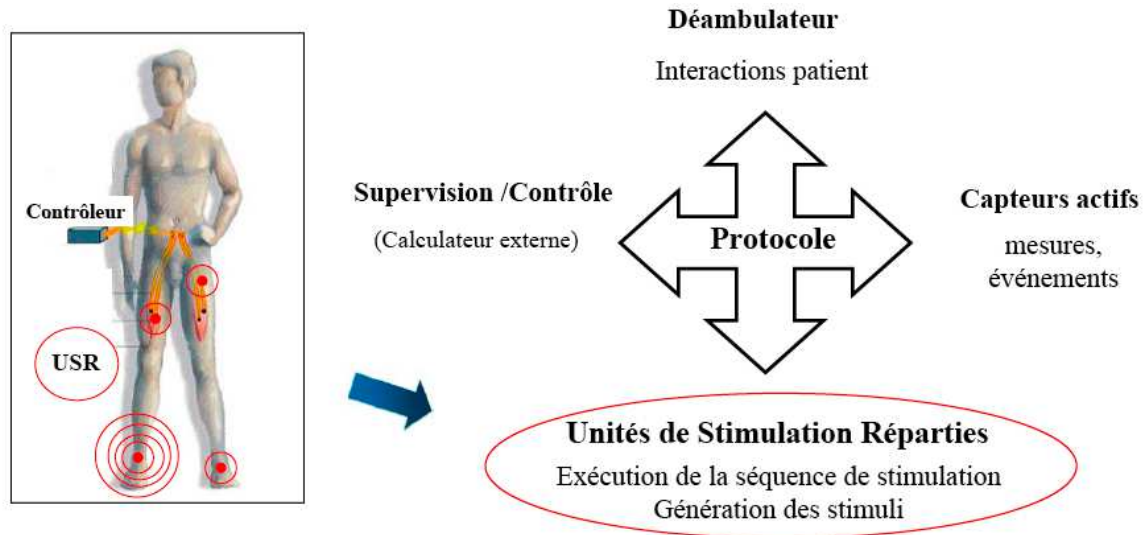 Contrôleur
USR
Déambulateur
Interactions patient
Supervision /Contrôle
(Calculateur externe)
Protocole
Capteurs actifs
mesures,
événements
Unités de Stimulation Réparties
Exécution de la séquence de stimulation
Génération des stimuli